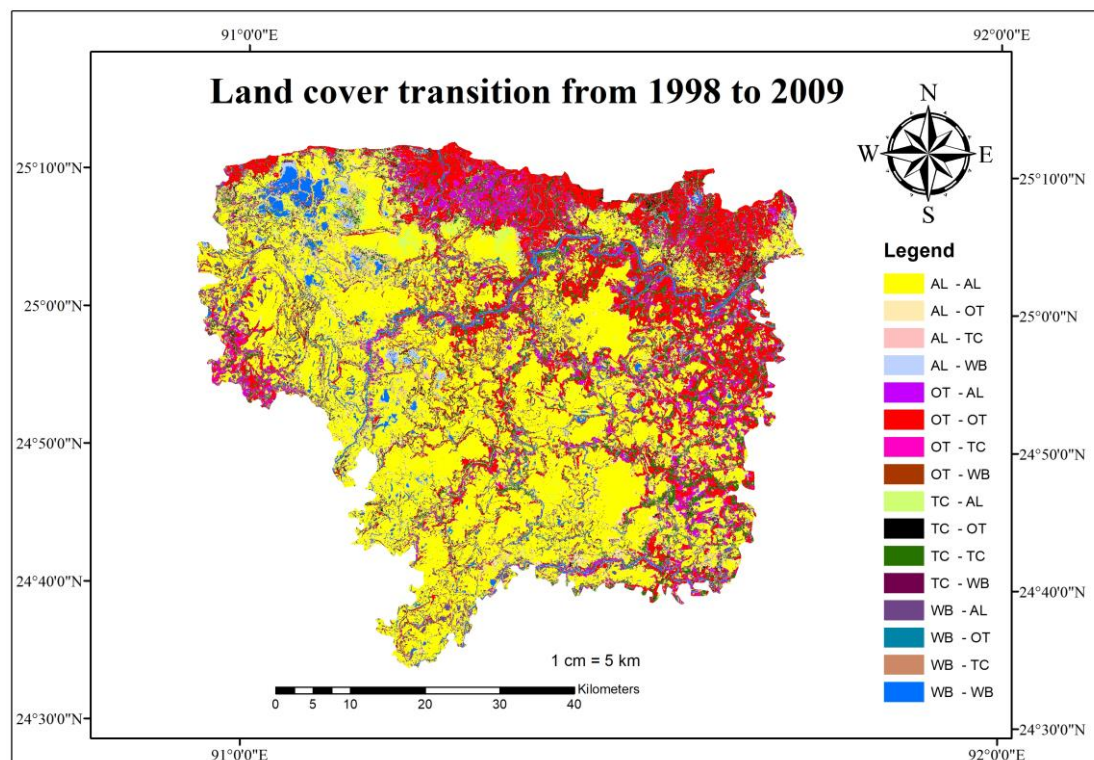 91°0'0"E
92°0'0"E
Land cover transition from 1998 to 2009
N
W
E
S
25°10'0"N
25°10'0"N
25°0'0"N
25°0'0"N
24°50'0"N
24°50'0"N
24°40'0"N
24°40'0"N
24°30'0"N
24°30'0"N
Legend
AL - AL
AL - OT
AL - TC
AL - WB
OT - AL
OT - OT
OT - TC
OT - WB
TC - AL
TC - OT
TC - TC
TC - WB
WB - AL
WB - OT
WB - TC
WB - WB
1 cm = 5 km
Kilometers
0 5 10 20 30 40
91°0'0"E
92°0'0"E